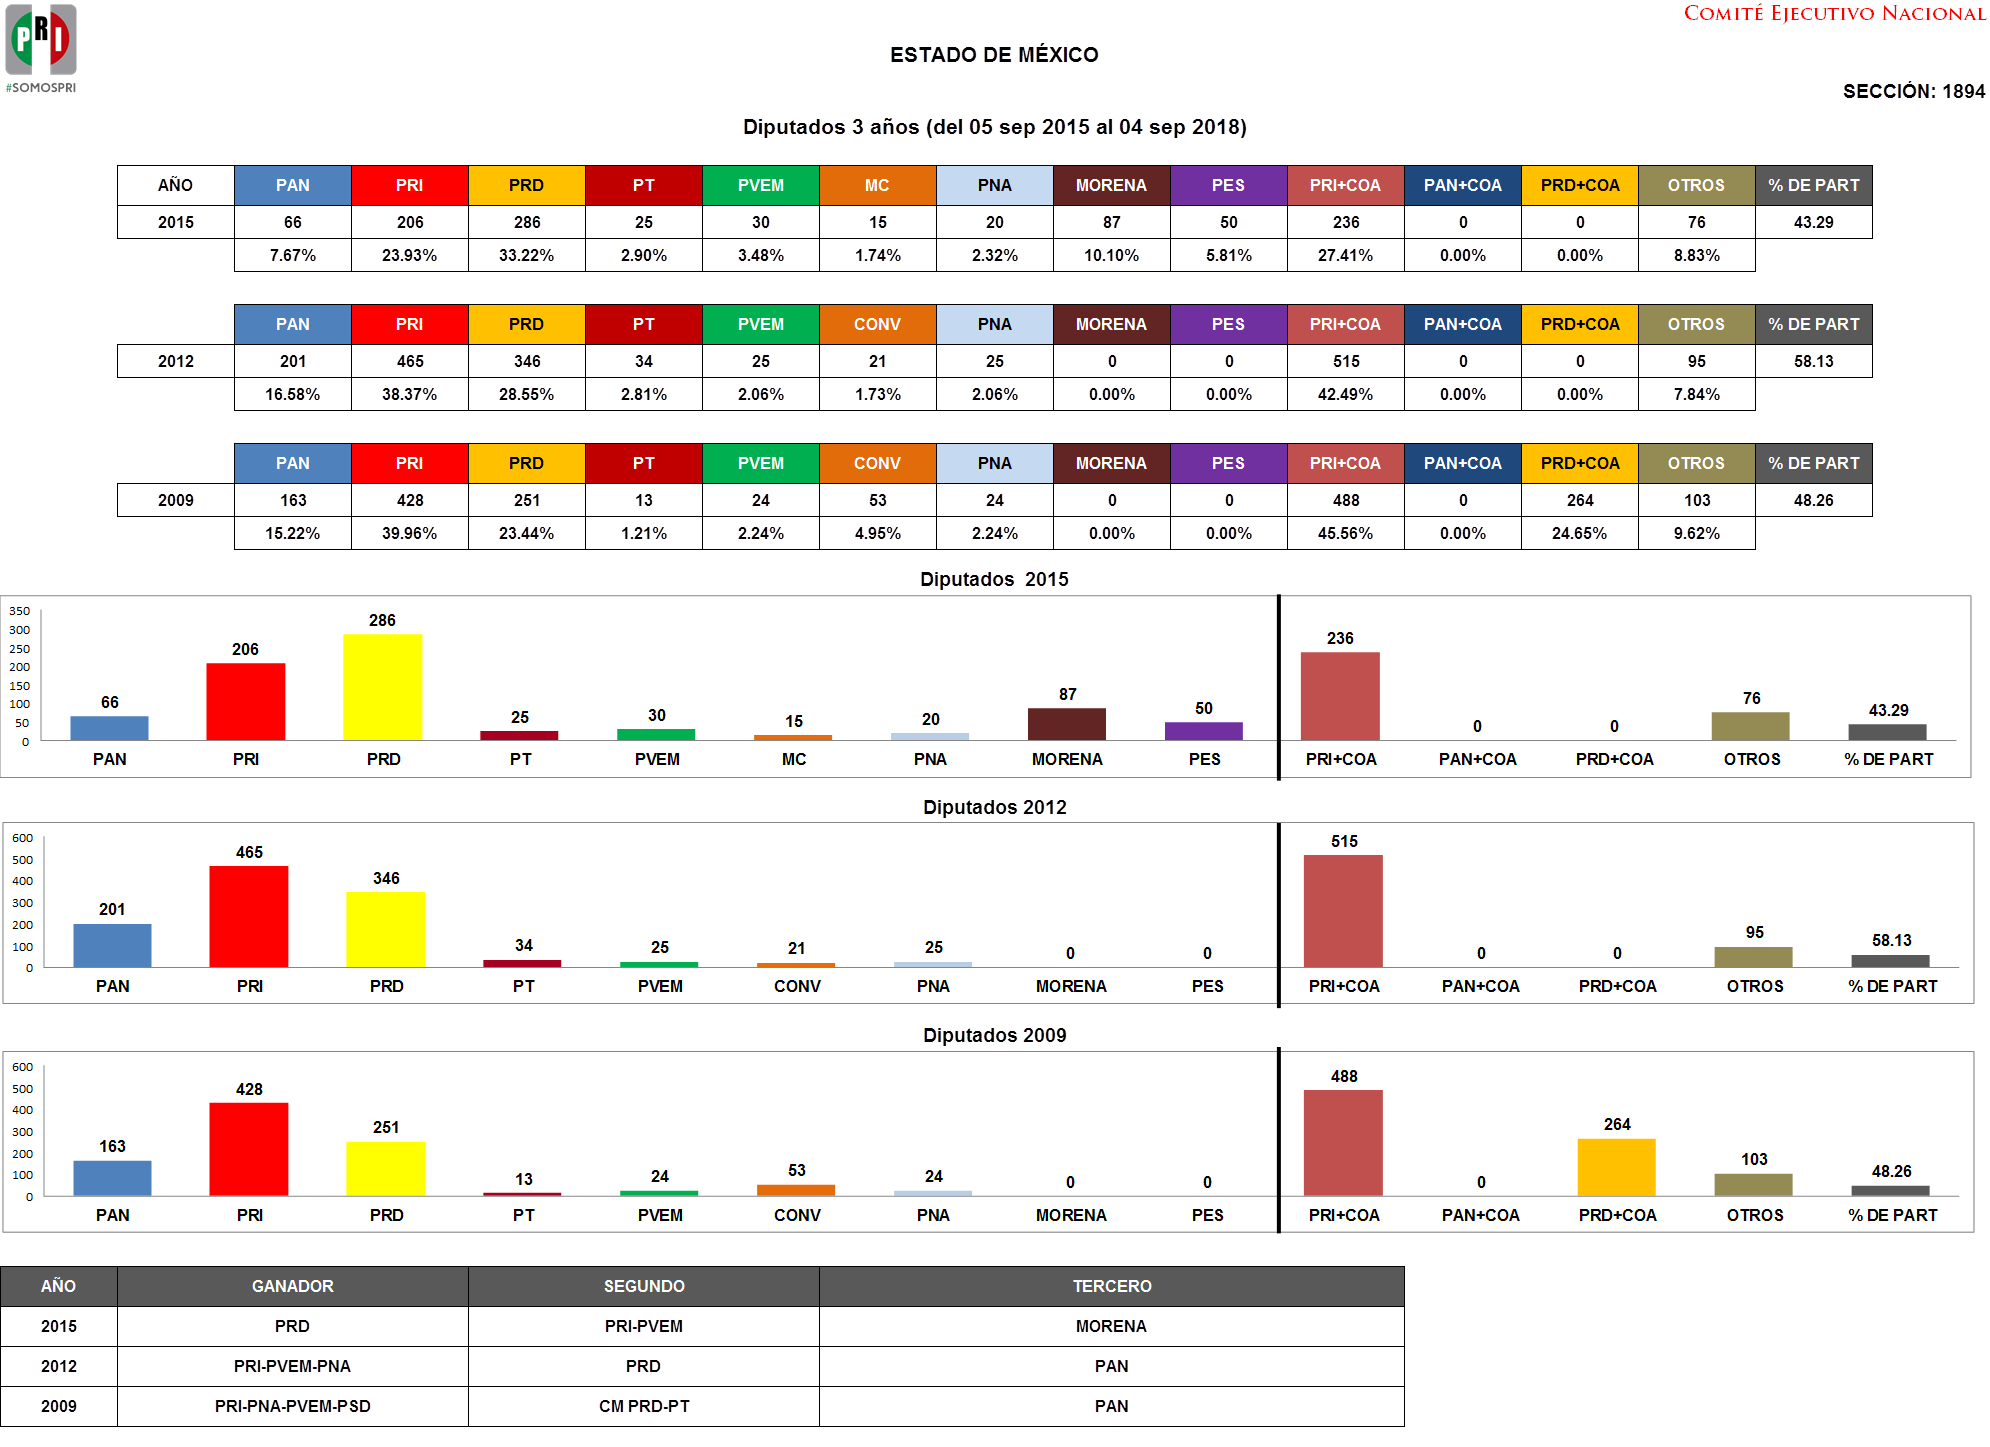 COMITÉ EJECUTIVO NACIONAL
PRI
#SOMOSPRI
ESTADO DE MÉXICO
SECCIÓN: 1894
Diputados 3 años (del 05 sep 2015 al 04 sep 2018)
AÑO PAN PRI PRD PT PVEM MC PNA MORENA PES PRI+COA PAN+COA PRD+COA OTROS % DE PART
2015 66 206 286 25 30 15 20 87 50 236 0 0 76 43.29
7.67% 23.93% 33.22% 2.90% 3.48% 1.74% 2.32% 10.10% 5.81% 27.41% 0.00% 0.00% 8.83%
PAN PRI PRD PT PVEM CONV PNA MORENA PES PRI+COA PAN+COA PRD+COA OTROS % DE PART
2012 201 465 346 34 25 21 25 0 0 515 0 0 95 58.13
16.58% 38.37% 28.55% 2.81% 2.06% 1.73% 2.06% 0.00% 0.00% 42.49% 0.00% 0.00% 7.84%
PAN PRI PRD PT PVEM CONV PNA MORENA PES PRI+COA PAN+COA PRD+COA OTROS % DE PART
2009 163 428 251 13 24 53 24 0 0 488 0 264 103 48.26
15.22% 39.96% 23.44% 1.21% 2.24% 4.95% 2.24% 0.00% 0.00% 45.56% 0.00% 24.65% 9.62%
Diputados 2015
350
300
250
200
150
100
50
0
66 206 286 25 30 15 20 87 50 236 0 0 76 43.29
PAN PRI PRD PT PVEM MC PNA MORENA PES PRI+COA PAN+COA PRD+COA OTROS % DE PART
Diputados 2012
600
500
400
300
200
100
0
201 465 346 34 25 21 25 0 0 515 0 0 95 58.13
PAN PRI PRD PT PVEM CONV PNA MORENA PES PRI+COA PAN+COA PRD+COA OTROS % DE PART
Diputados 2009
600
500
400
300
200
100
0
163 428 251 13 24 53 24 0 0 488 0 264 103 48.26
PAN PRI PRD PT PVEM CONV PNA MORENA PES PRI+COA PAN+COA PRD+COA OTROS % DE PART
AÑO GANADOR SEGUNDO TERCERO
2015 PRD PRI-PVEM MORENA
2012 PRI-PVEM-PNA PRD PAN
2009 PRI-PNA-PVEM-PSD CM PRD-PT PAN